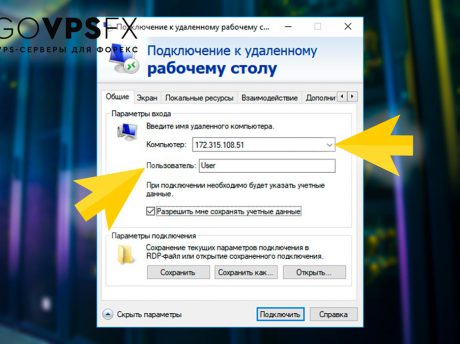 GOVPSFX
VPS-СЕРВЕРЫ ДЛЯ ФОРЕКС
Подключение к удаленному рабочему с...
Подключение к удаленному
рабочему столу
Общие Экран Локальные ресурсы Взаимодействие Дополни
Параметры входа
Введите имя удаленного компьютера.
Компьютер: 172.315.108.51
Пользователь: User
При подключении необходимо будет указать учетные
данные.
Разрешить мне сохранять учетные данные
Параметры подключения
Сохранение текущих параметров подключения в
RDP-файл или открытие сохраненного подключения.
Сохранить Сохранить как... Открыть...
Скрыть параметры Подключить Справка